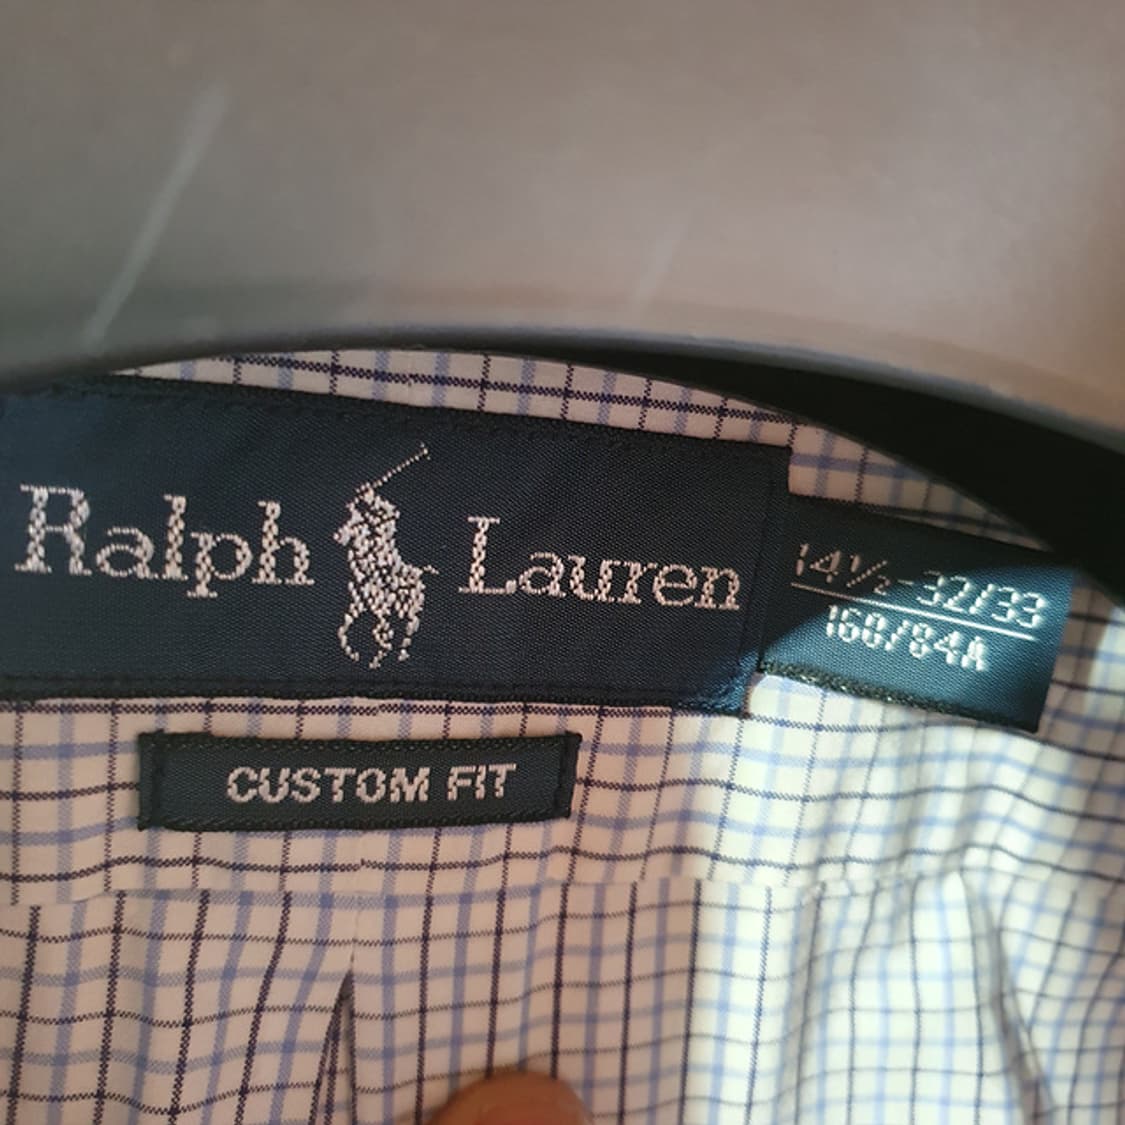 Ralph Lauren
14½-32/33
160/84A
CUSTOM FIT